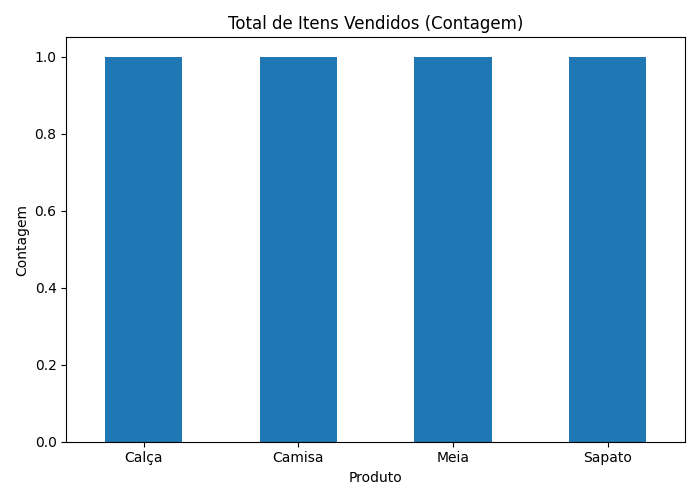 Total de Itens Vendidos (Contagem)
1.0
0.8
0.6
0.4
0.2
0.0
Contagem
Calça Camisa Meia Sapato
Produto